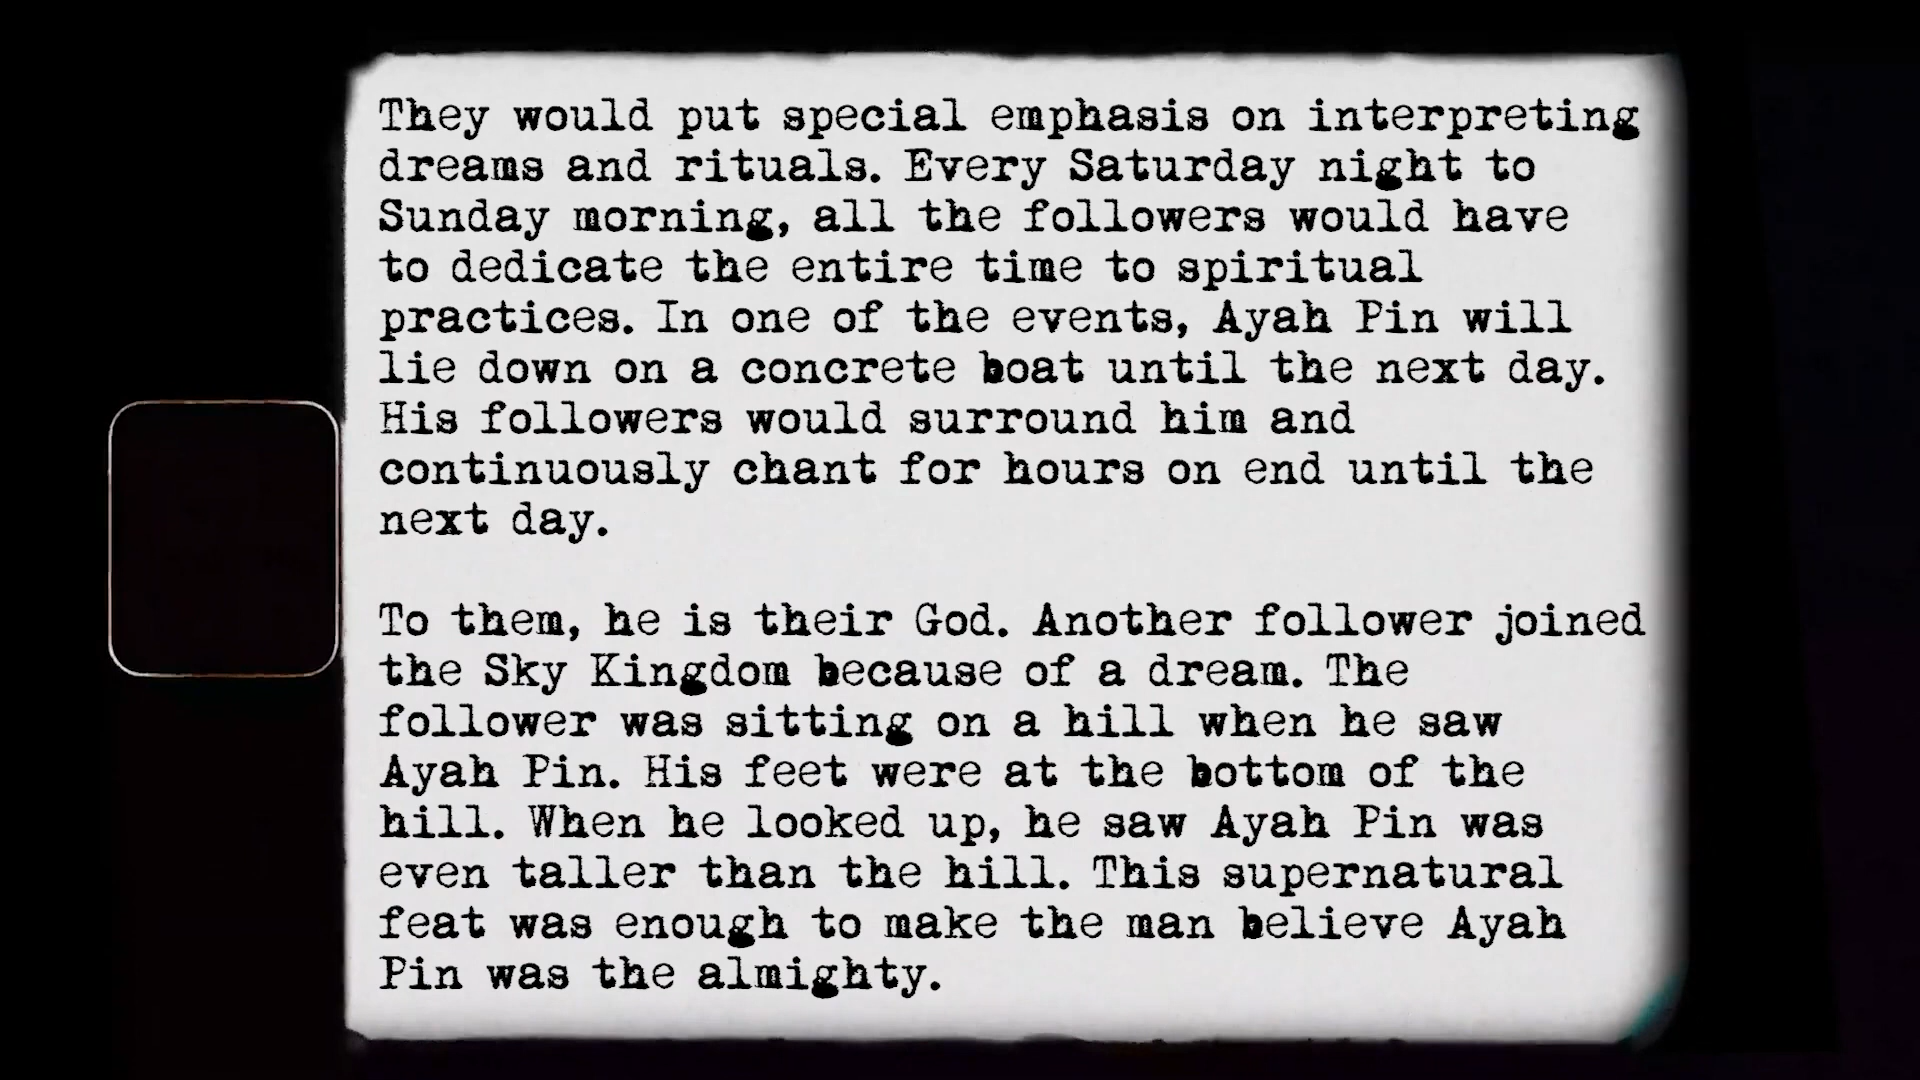 They would put special emphasis on interpreting
dreams and rituals. Every Saturday night to
Sunday morning, all the followers would have
to dedicate the entire time to spiritual
practices. In one of the events, Ayah Pin will
lie down on a concrete boat until the next day.
His followers would surround him and
continuously chant for hours on end until the
next day.

To them, he is their God. Another follower joined
the Sky Kingdom because of a dream. The
follower was sitting on a hill when he saw
Ayah Pin. His feet were at the bottom of the
hill. When he looked up, he saw Ayah Pin was
even taller than the hill. This supernatural
feat was enough to make the man believe Ayah
Pin was the almighty.